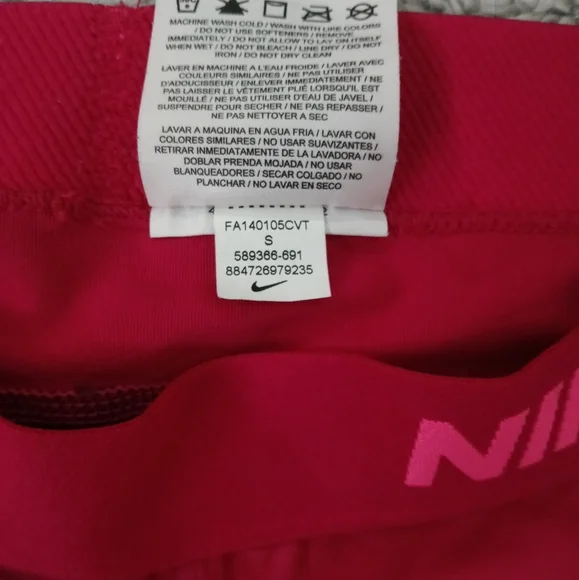 MACHINE WASH COLD / WASH WITH LIKE COLORS
/ DO NOT USE SOFTENERS / REMOVE
IMMEDIATELY / DO NOT ALLOW TO LAY ON ITSELF
WHEN WET / DO NOT BLEACH / LINE DRY / DO NOT
IRON / DO NOT DRY CLEAN
LAVER EN MACHINE A L'EAU FROIDE / LAVER AVEC
COULEURS SIMILAIRES / NE PAS UTILISER
D'ADOUCISSEUR / ENLEVER IMMEDIATEMENT / NE
PAS LAISSER LE VÊTEMENT PLIÉ LORSQU'IL EST
MOUILLÉ / NE PAS UTILISER D'EAU DE JAVEL /
SUSPENDRE POUR SECHER / NE PAS REPASSER /
NE PAS NETTOYER A SEC
LAVAR A MAQUINA EN AGUA FRIA / LAVAR CON
COLORES SIMILARES / NO USAR SUAVIZANTES /
RETIRAR INMEDIATAMENTE DE LA LAVADORA / NO
DOBLAR PRENDA MOJADA / NO USAR
BLANQUEADORES / SECAR COLGADO / NO
PLANCHAR / NO LAVAR EN SECO
FA140105CVT
S
589366-691
884726979235
NIK